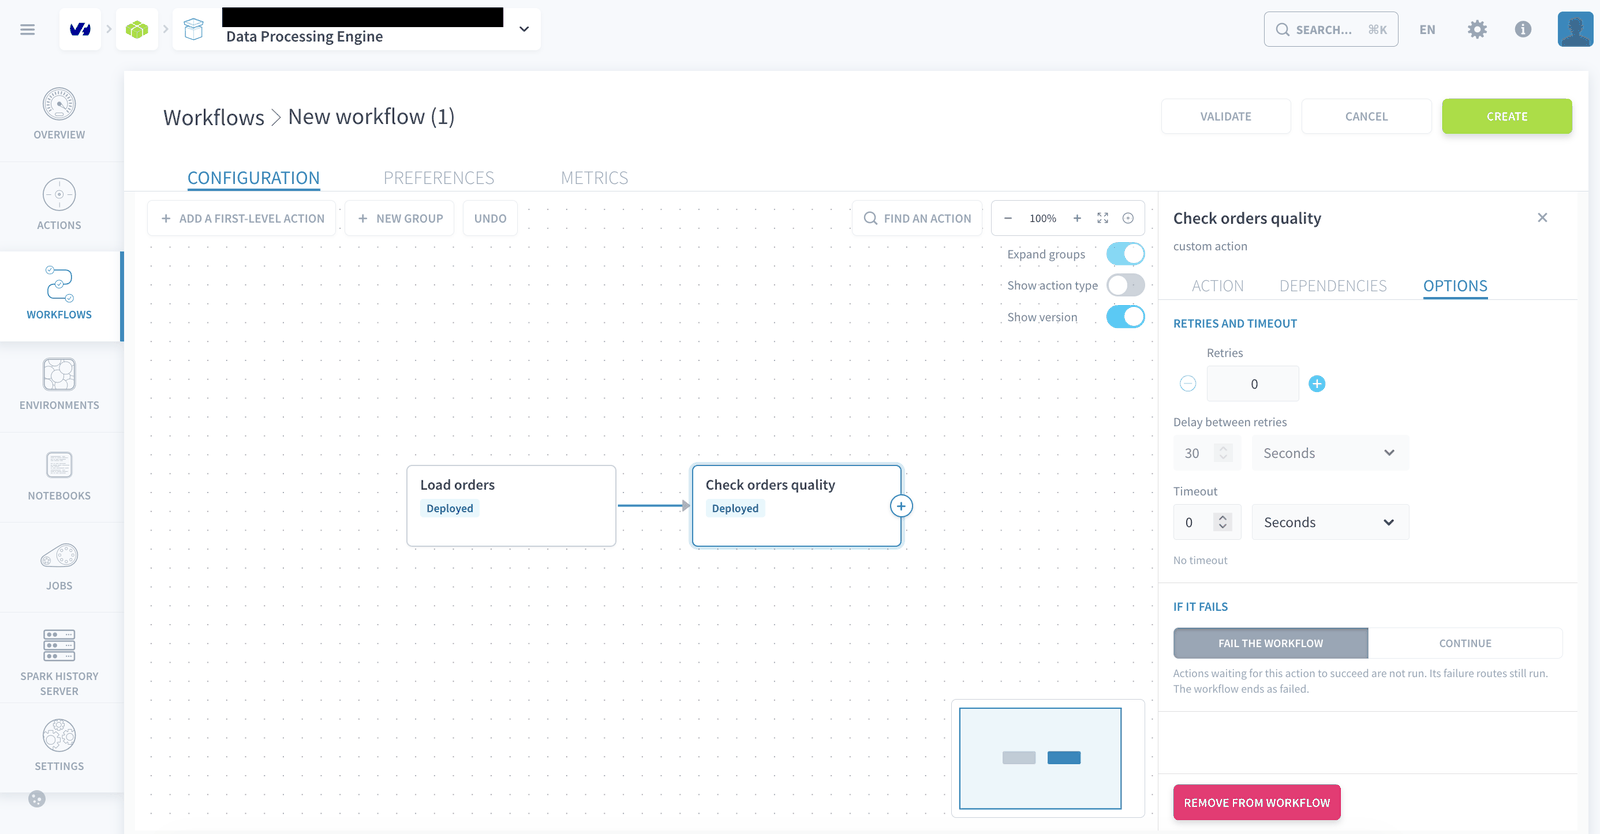 Data Processing Engine
SEARCH... ⌘K
EN
OVERVIEW
ACTIONS
WORKFLOWS
ENVIRONMENTS
NOTEBOOKS
JOBS
SPARK HISTORY
SERVER
SETTINGS
Workflows > New workflow (1)
VALIDATE
CANCEL
CREATE
CONFIGURATION
PREFERENCES
METRICS
+ ADD A FIRST-LEVEL ACTION
+ NEW GROUP
UNDO
FIND AN ACTION
− 100% +
Expand groups
Show action type
Show version
Load orders
Deployed
Check orders quality
Deployed
+
Check orders quality
custom action
ACTION
DEPENDENCIES
OPTIONS
RETRIES AND TIMEOUT
Retries
0
Delay between retries
30
Seconds
Timeout
0
Seconds
No timeout
IF IT FAILS
FAIL THE WORKFLOW
CONTINUE
Actions waiting for this action to succeed are not run. Its failure routes still run.
The workflow ends as failed.
REMOVE FROM WORKFLOW